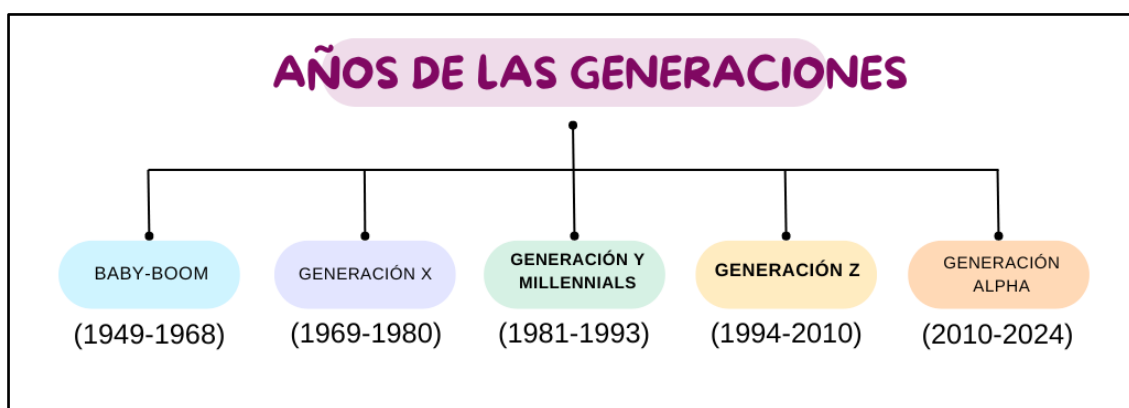 AÑOS DE LAS GENERACIONES
BABY-BOOM
(1949-1968)
GENERACIÓN X
(1969-1980)
GENERACIÓN Y
MILLENNIALS
(1981-1993)
GENERACIÓN Z
(1994-2010)
GENERACIÓN
ALPHA
(2010-2024)